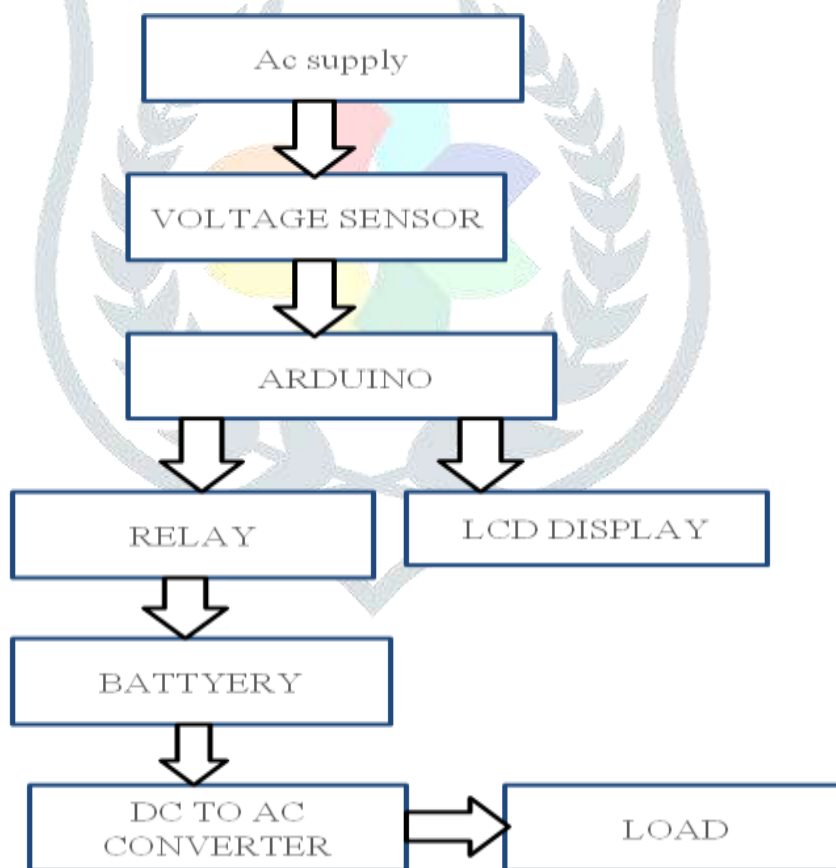 Ac supply
VOLTAGE SENSOR
ARDUINO
RELAY
LCD DISPLAY
BATTYERY
DC TO AC
CONVERTER
LOAD